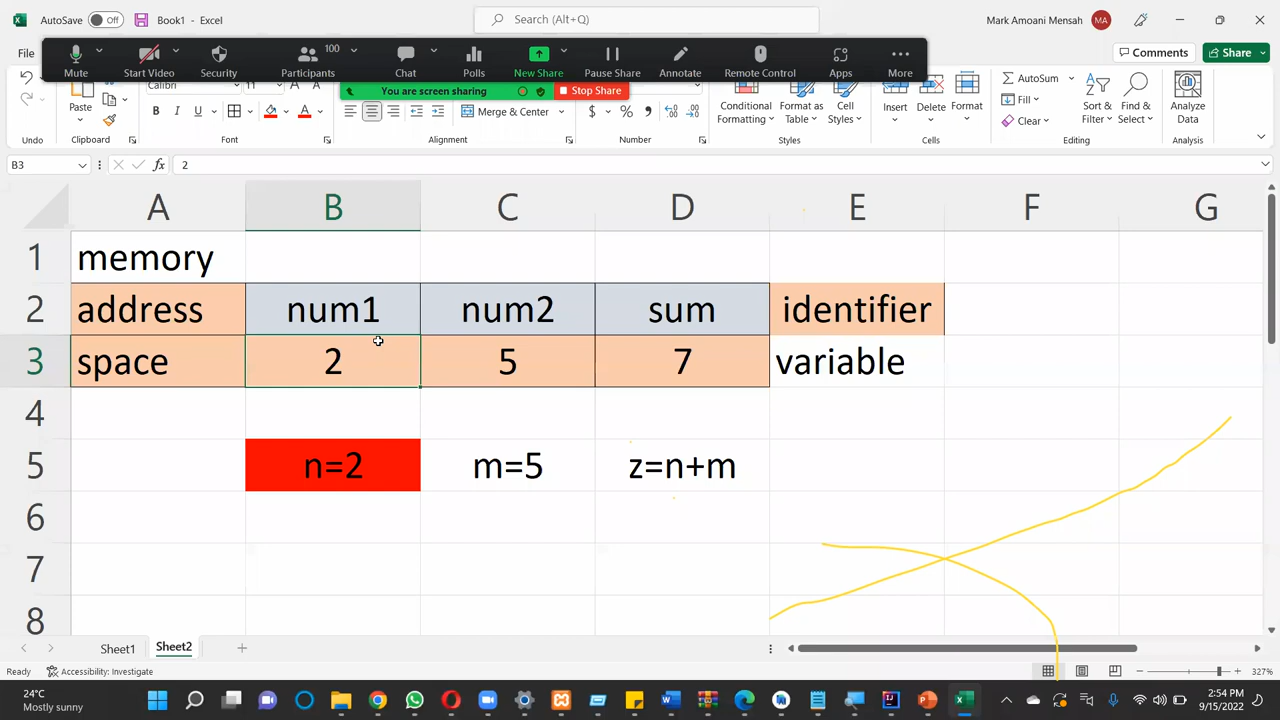 AutoSave Off Book1 - Excel Search (Alt+Q) Mark Amoani Mensah MA
File Comments Share
Mute Start Video Security Participants 100 Chat Polls New Share Pause Share Annotate Remote Control Apps More
You are screen sharing Stop Share
Paste Calibri A A Merge & Center Conditional Formatting Format as Table Cell Styles Insert Delete Format AutoSum Fill Clear Sort & Filter Find & Select Analyze Data
B I U A $ % ,
Undo Clipboard Font Alignment Number Styles Cells Editing Analysis
B3 fx 2
A B C D E F G
1 memory
2 address num1 num2 sum identifier
3 space 2 5 7 variable
4
5 n=2 m=5 z=n+m
6
7
8
Sheet1 Sheet2
Ready Accessibility: Investigate 327%
24°C
Mostly sunny
2:54 PM
9/15/2022